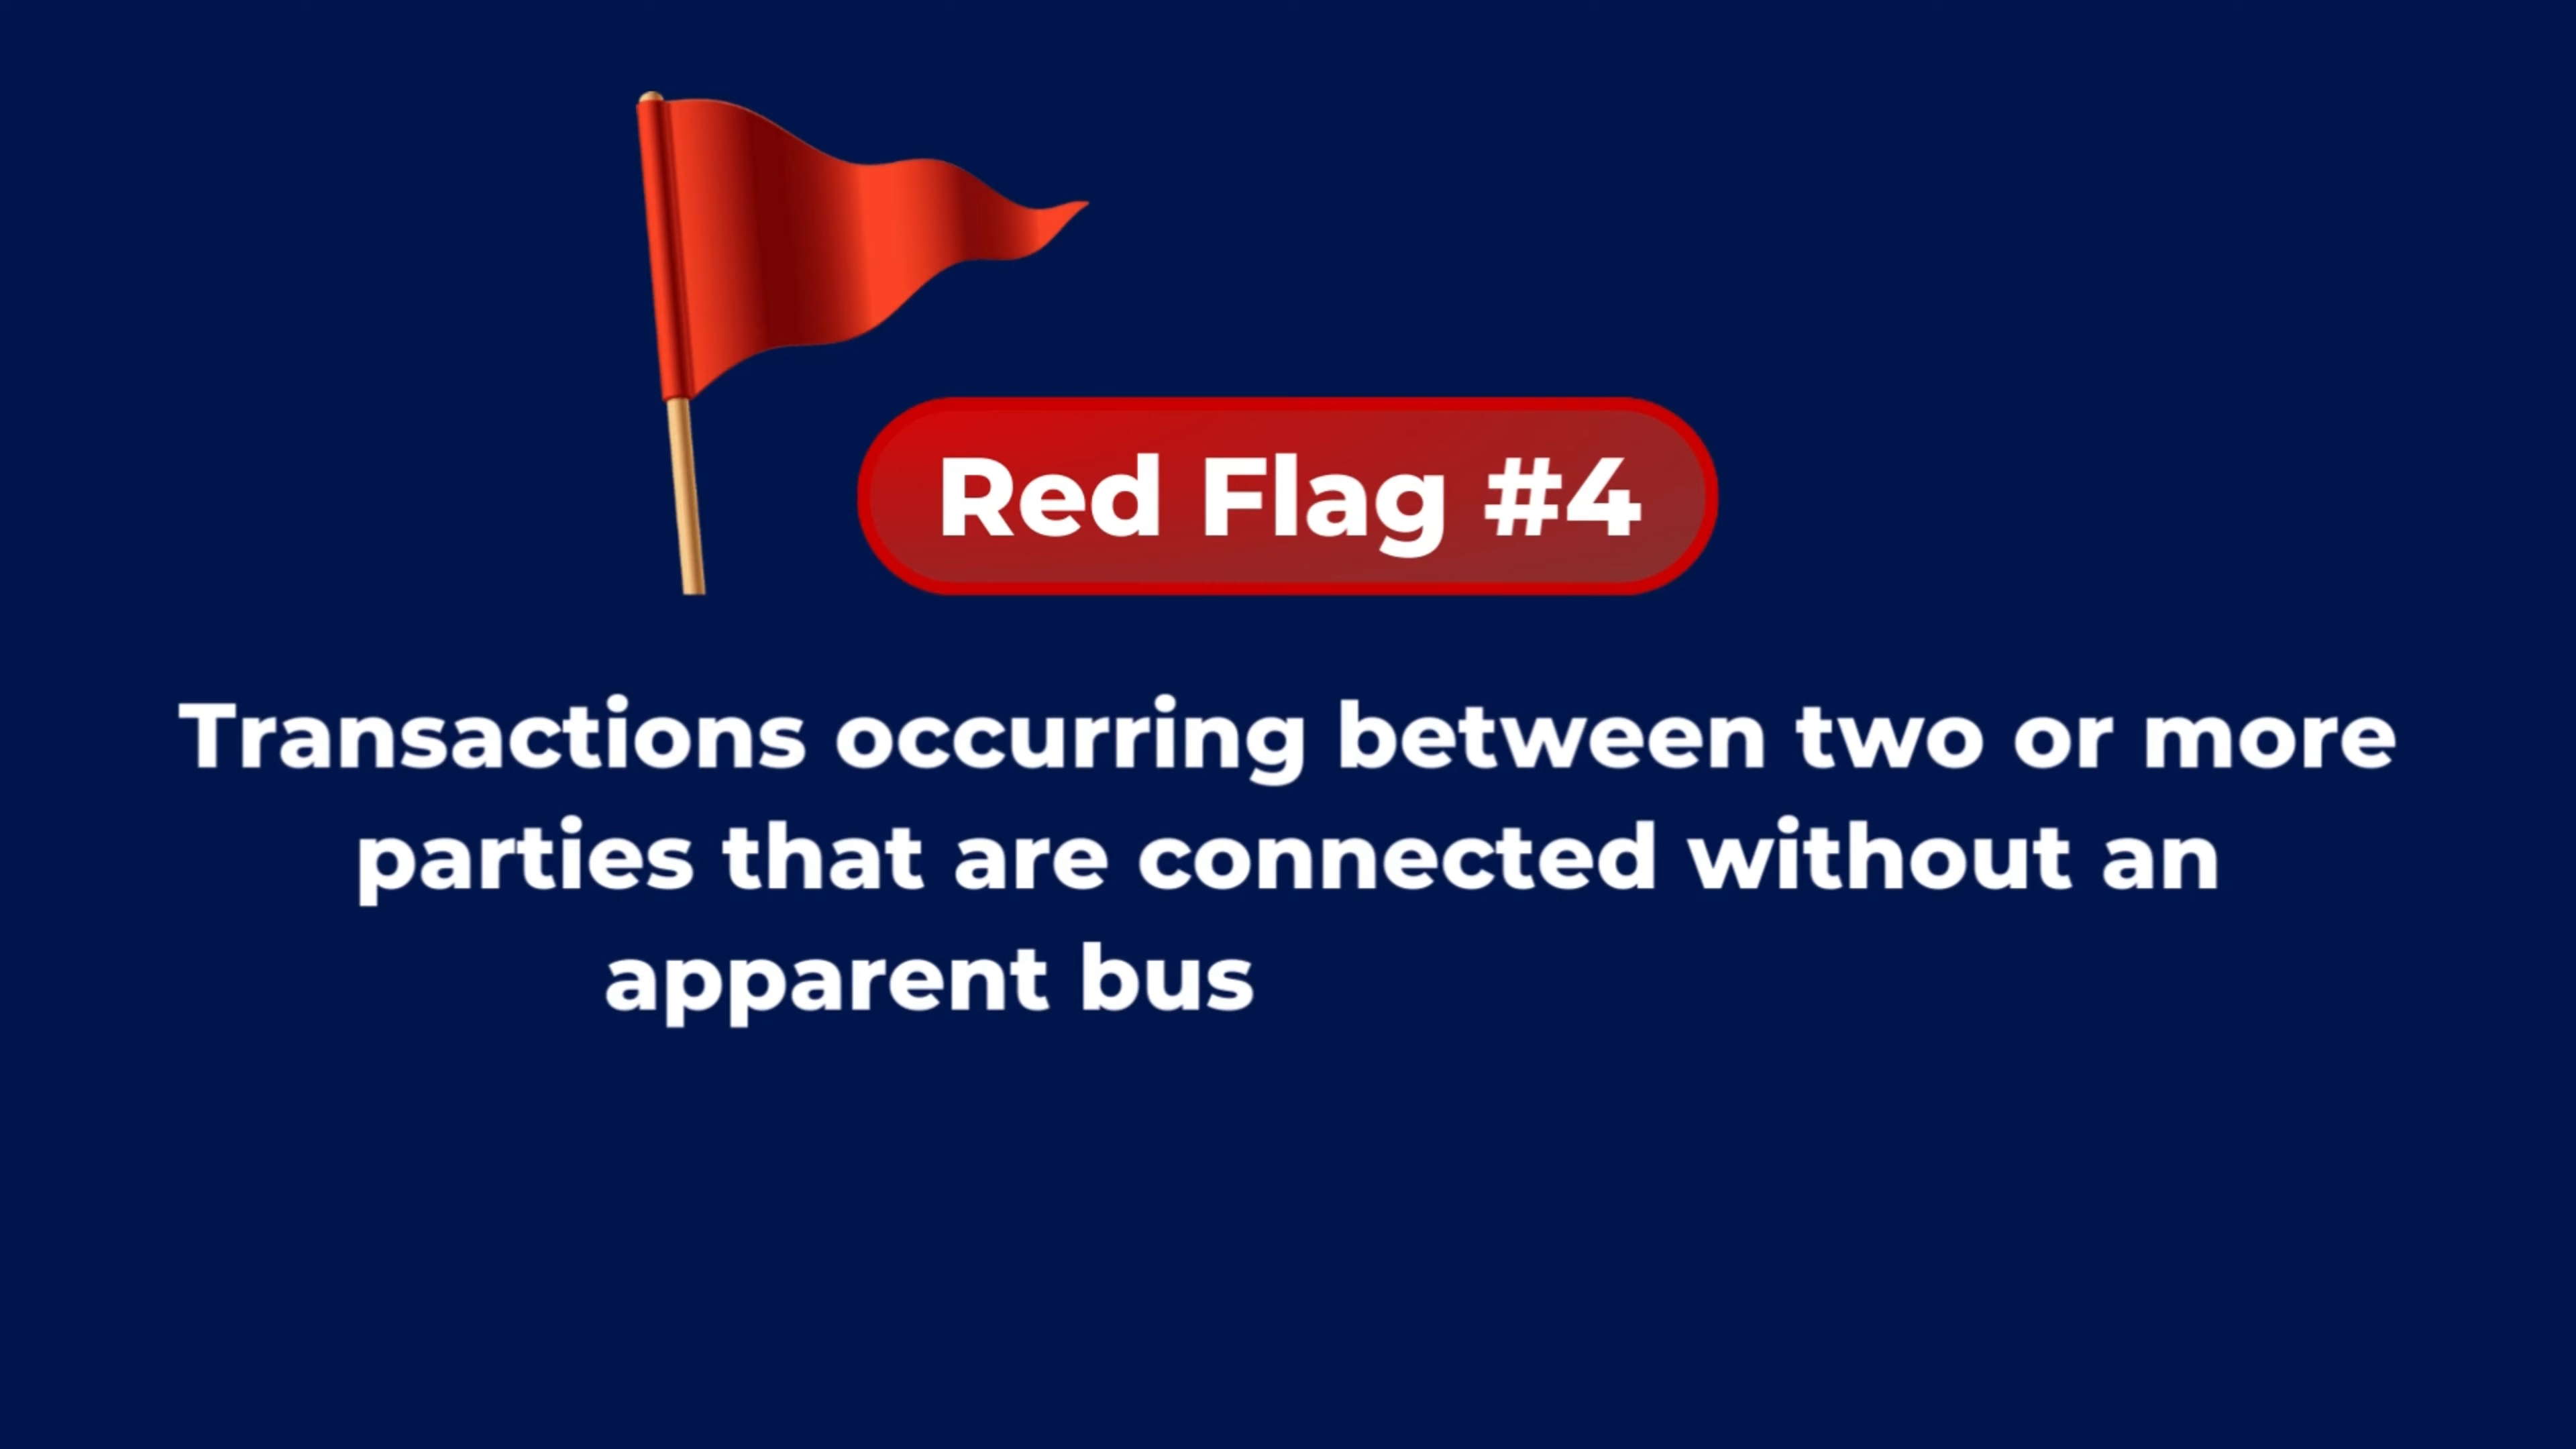 Red Flag #4
Transactions occurring between two or more
parties that are connected without an
apparent bus